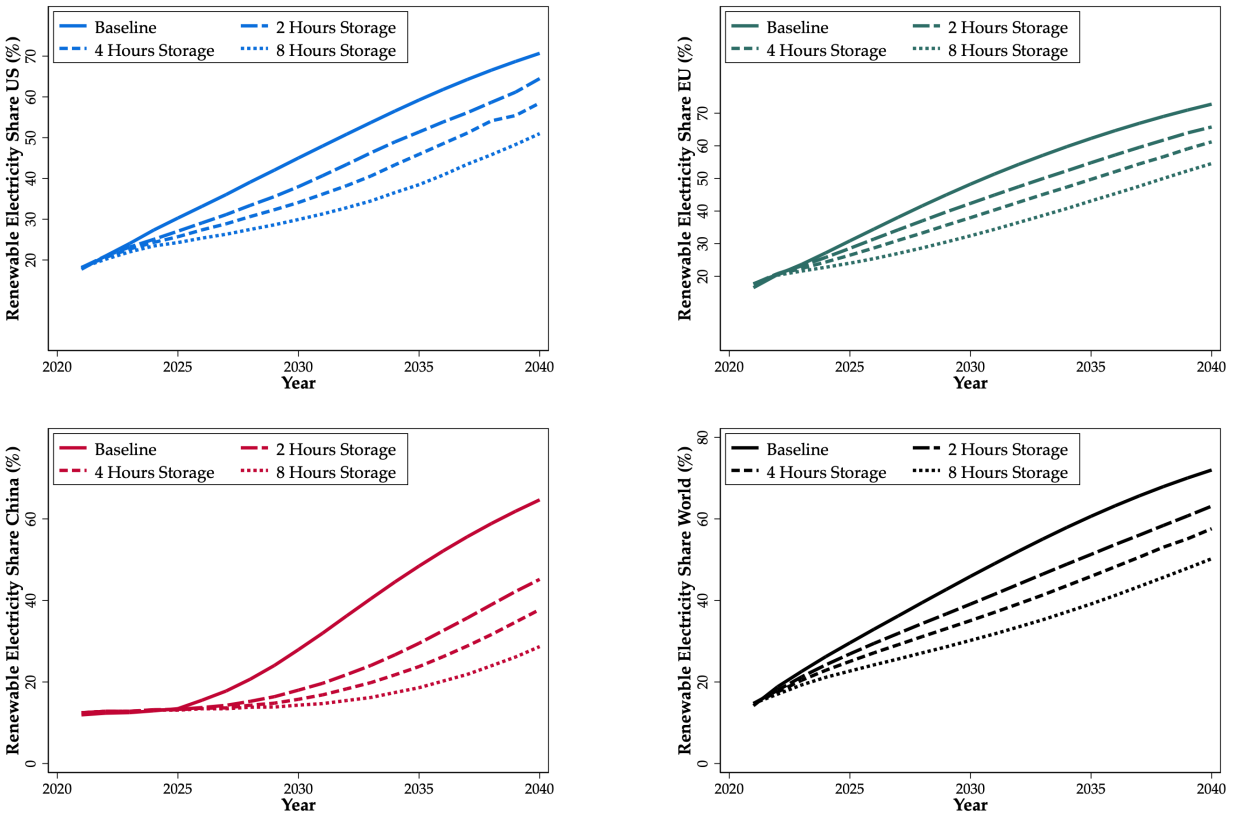 Baseline 2 Hours Storage
4 Hours Storage 8 Hours Storage
Renewable Electricity Share US (%)
70
60
50
40
30
20
2020 2025 2030 2035 2040
Year
Baseline 2 Hours Storage
4 Hours Storage 8 Hours Storage
Renewable Electricity Share EU (%)
70
60
50
40
30
20
2020 2025 2030 2035 2040
Year
Baseline 2 Hours Storage
4 Hours Storage 8 Hours Storage
Renewable Electricity Share China (%)
60
40
20
0
2020 2025 2030 2035 2040
Year
Baseline 2 Hours Storage
4 Hours Storage 8 Hours Storage
Renewable Electricity Share World (%)
80
60
40
20
0
2020 2025 2030 2035 2040
Year